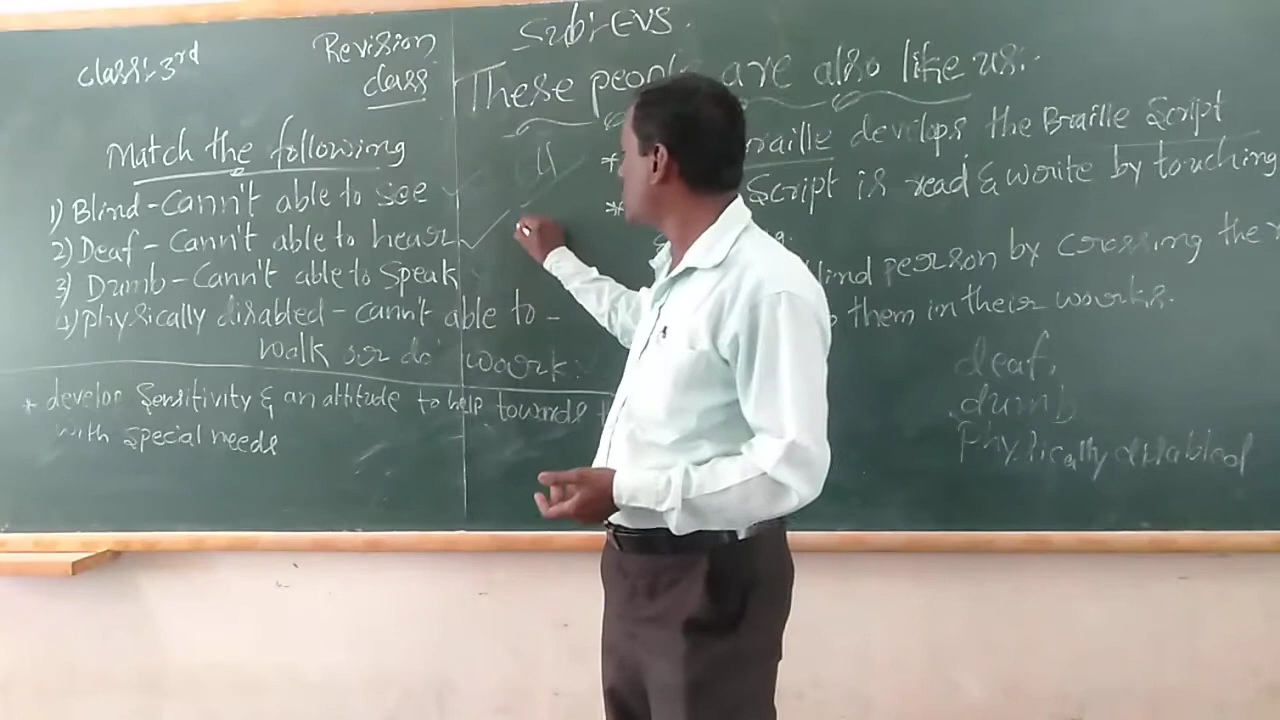 Class:- 3rd
Revision class
Match the following
1) Blind - Cann't able to see
2) Deaf - Cann't able to hear
3) Dumb - Cann't able to Speak
4) Physically disabled - cann't able to -
walk or do work.
* develop Sensitivity & an attitude to help towards
with special needs
Sub:- EVS.
These people are also like us:-
* raille develops the Braille Script
* Script is read & write by touching
blind person by crossing the
them in their works.
deaf,
dumb
Physically disabled